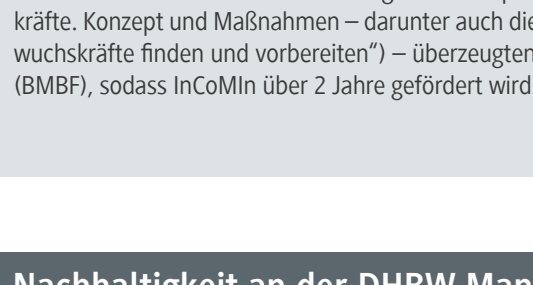 kräfte. Konzept und Maßnahmen – darunter auch die
wuchskräfte finden und vorbereiten“) – überzeugten
(BMBF), sodass InCoMIn über 2 Jahre gefördert wird
Nachhaltigkeit an der DHBW Man